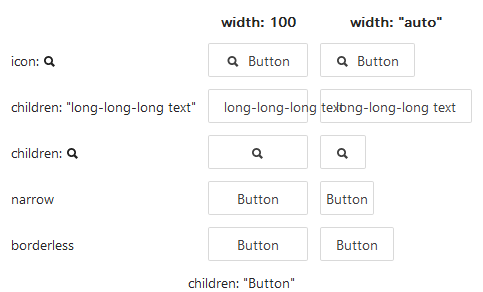 width: 100 width: "auto"
icon: Button Button
children: "long-long-long text" long-long-long text long-long-long text
children:
narrow Button Button
borderless Button Button
children: "Button"